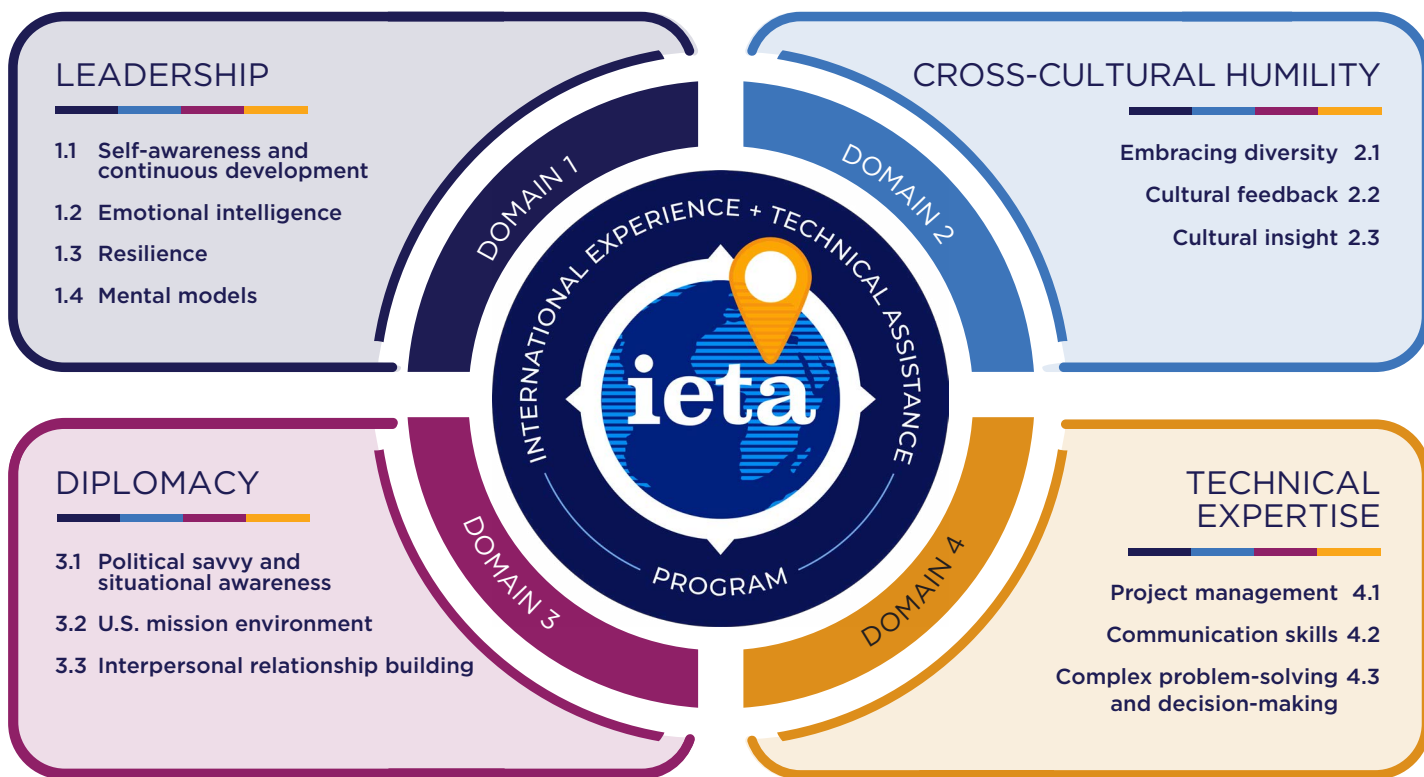 LEADERSHIP
1.1 Self-awareness and
continuous development
1.2 Emotional intelligence
1.3 Resilience
1.4 Mental models
DOMAIN 1
CROSS-CULTURAL HUMILITY
Embracing diversity 2.1
Cultural feedback 2.2
Cultural insight 2.3
DOMAIN 2
INTERNATIONAL EXPERIENCE + TECHNICAL ASSISTANCE
ieta
PROGRAM
DIPLOMACY
3.1 Political savvy and
situational awareness
3.2 U.S. mission environment
3.3 Interpersonal relationship building
DOMAIN 3
TECHNICAL
EXPERTISE
Project management 4.1
Communication skills 4.2
Complex problem-solving 4.3
and decision-making
DOMAIN 4